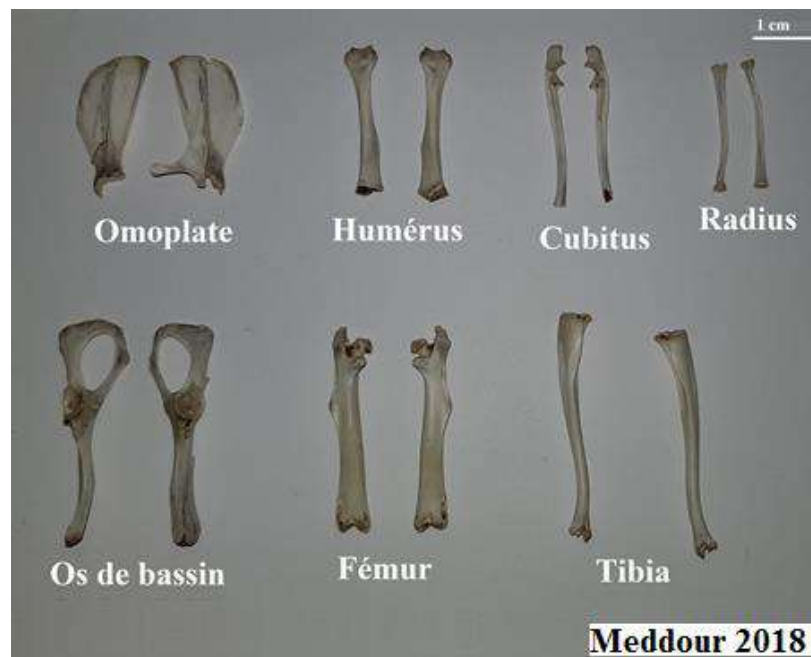 1 cm
Omoplate
Humérus
Cubitus
Radius
Os de bassin
Fémur
Tibia
Meddour 2018